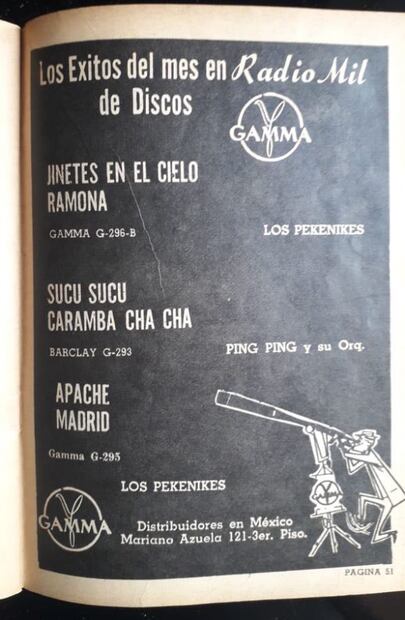 Los Exitos del mes en Radio Mil
de Discos
GAMMA
JINETES EN EL CIELO
RAMONA
GAMMA G-296-B
LOS PEKENIKES
SUCU SUCU
CARAMBA CHA CHA
BARCLAY G-293
PING PING y su Orq.
APACHE
MADRID
Gamma G-295
LOS PEKENIKES
GAMMA
GAMMA
Distribuidores en México
Mariano Azuela 121-3er. Piso.
PAGINA 51